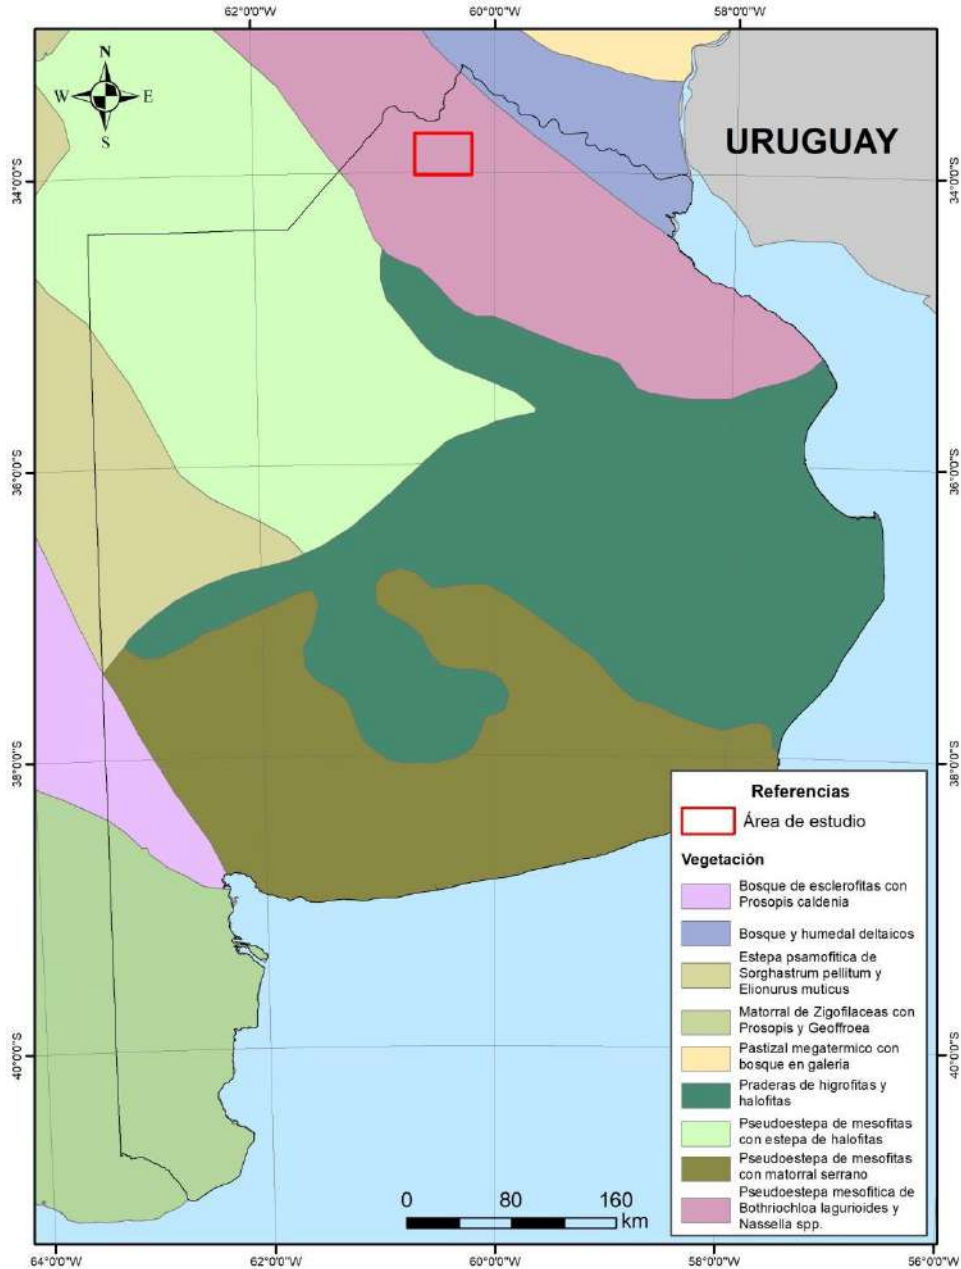 62°0'0"W 60°0'0"W 58°0'0"W
N
W E
S
URUGUAY
34°0'0"S 34°0'0"S
36°0'0"S 36°0'0"S
38°0'0"S 38°0'0"S
40°0'0"S 40°0'0"S
Referencias
Área de estudio
Vegetación
Bosque de esclerofitas con
Prosopis caldenia
Bosque y humedal deltaicos
Estepa psamofitica de
Sorghastrum pellitum y
Elionurus muticus
Matorral de Zigofilaceas con
Prosopis y Geoffroea
Pastizal megatermico con
bosque en galeria
Praderas de higrofitas y
halofitas
Pseudoestepa de mesofitas
con estepa de halofitas
Pseudoestepa de mesofitas
con matorral serrano
Pseudoestepa mesofitica de
Bothriochloa lagurioides y
Nassella spp.
0 80 160
km
64°0'0"W 62°0'0"W 60°0'0"W 58°0'0"W 56°0'0"W